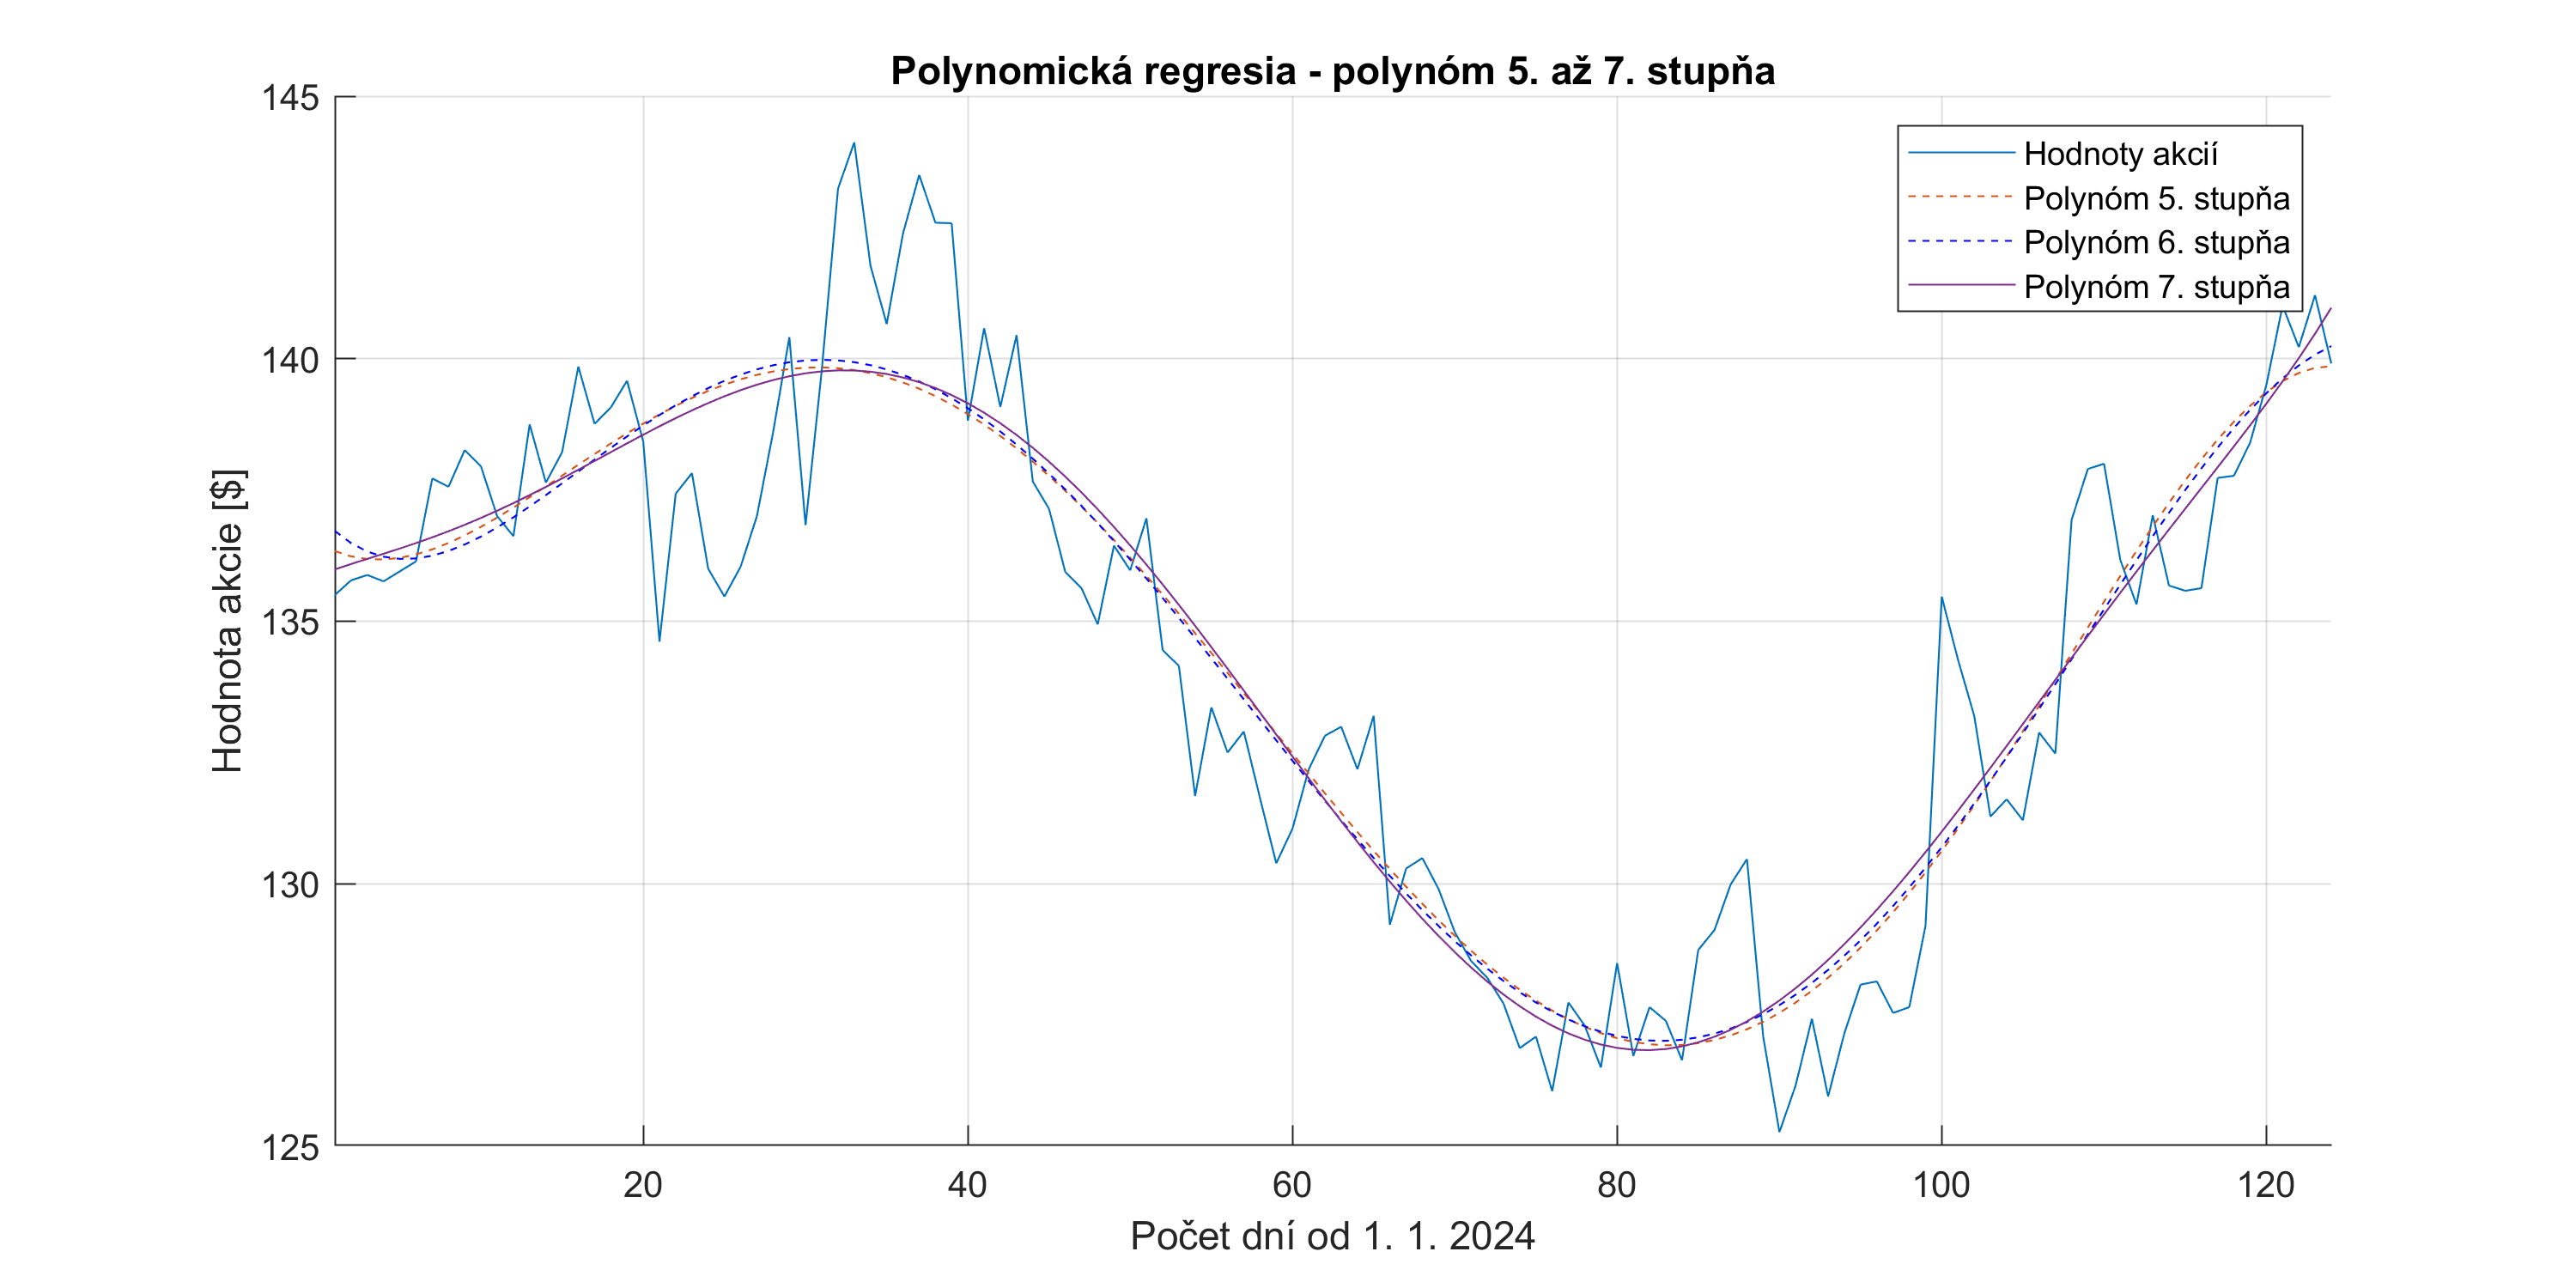 Polynomická regresia - polynóm 5. až 7. stupňa
Hodnoty akcií
Polynóm 5. stupňa
Polynóm 6. stupňa
Polynóm 7. stupňa
Hodnota akcie [$]
145
140
135
130
125
20 40 60 80 100 120
Počet dní od 1. 1. 2024